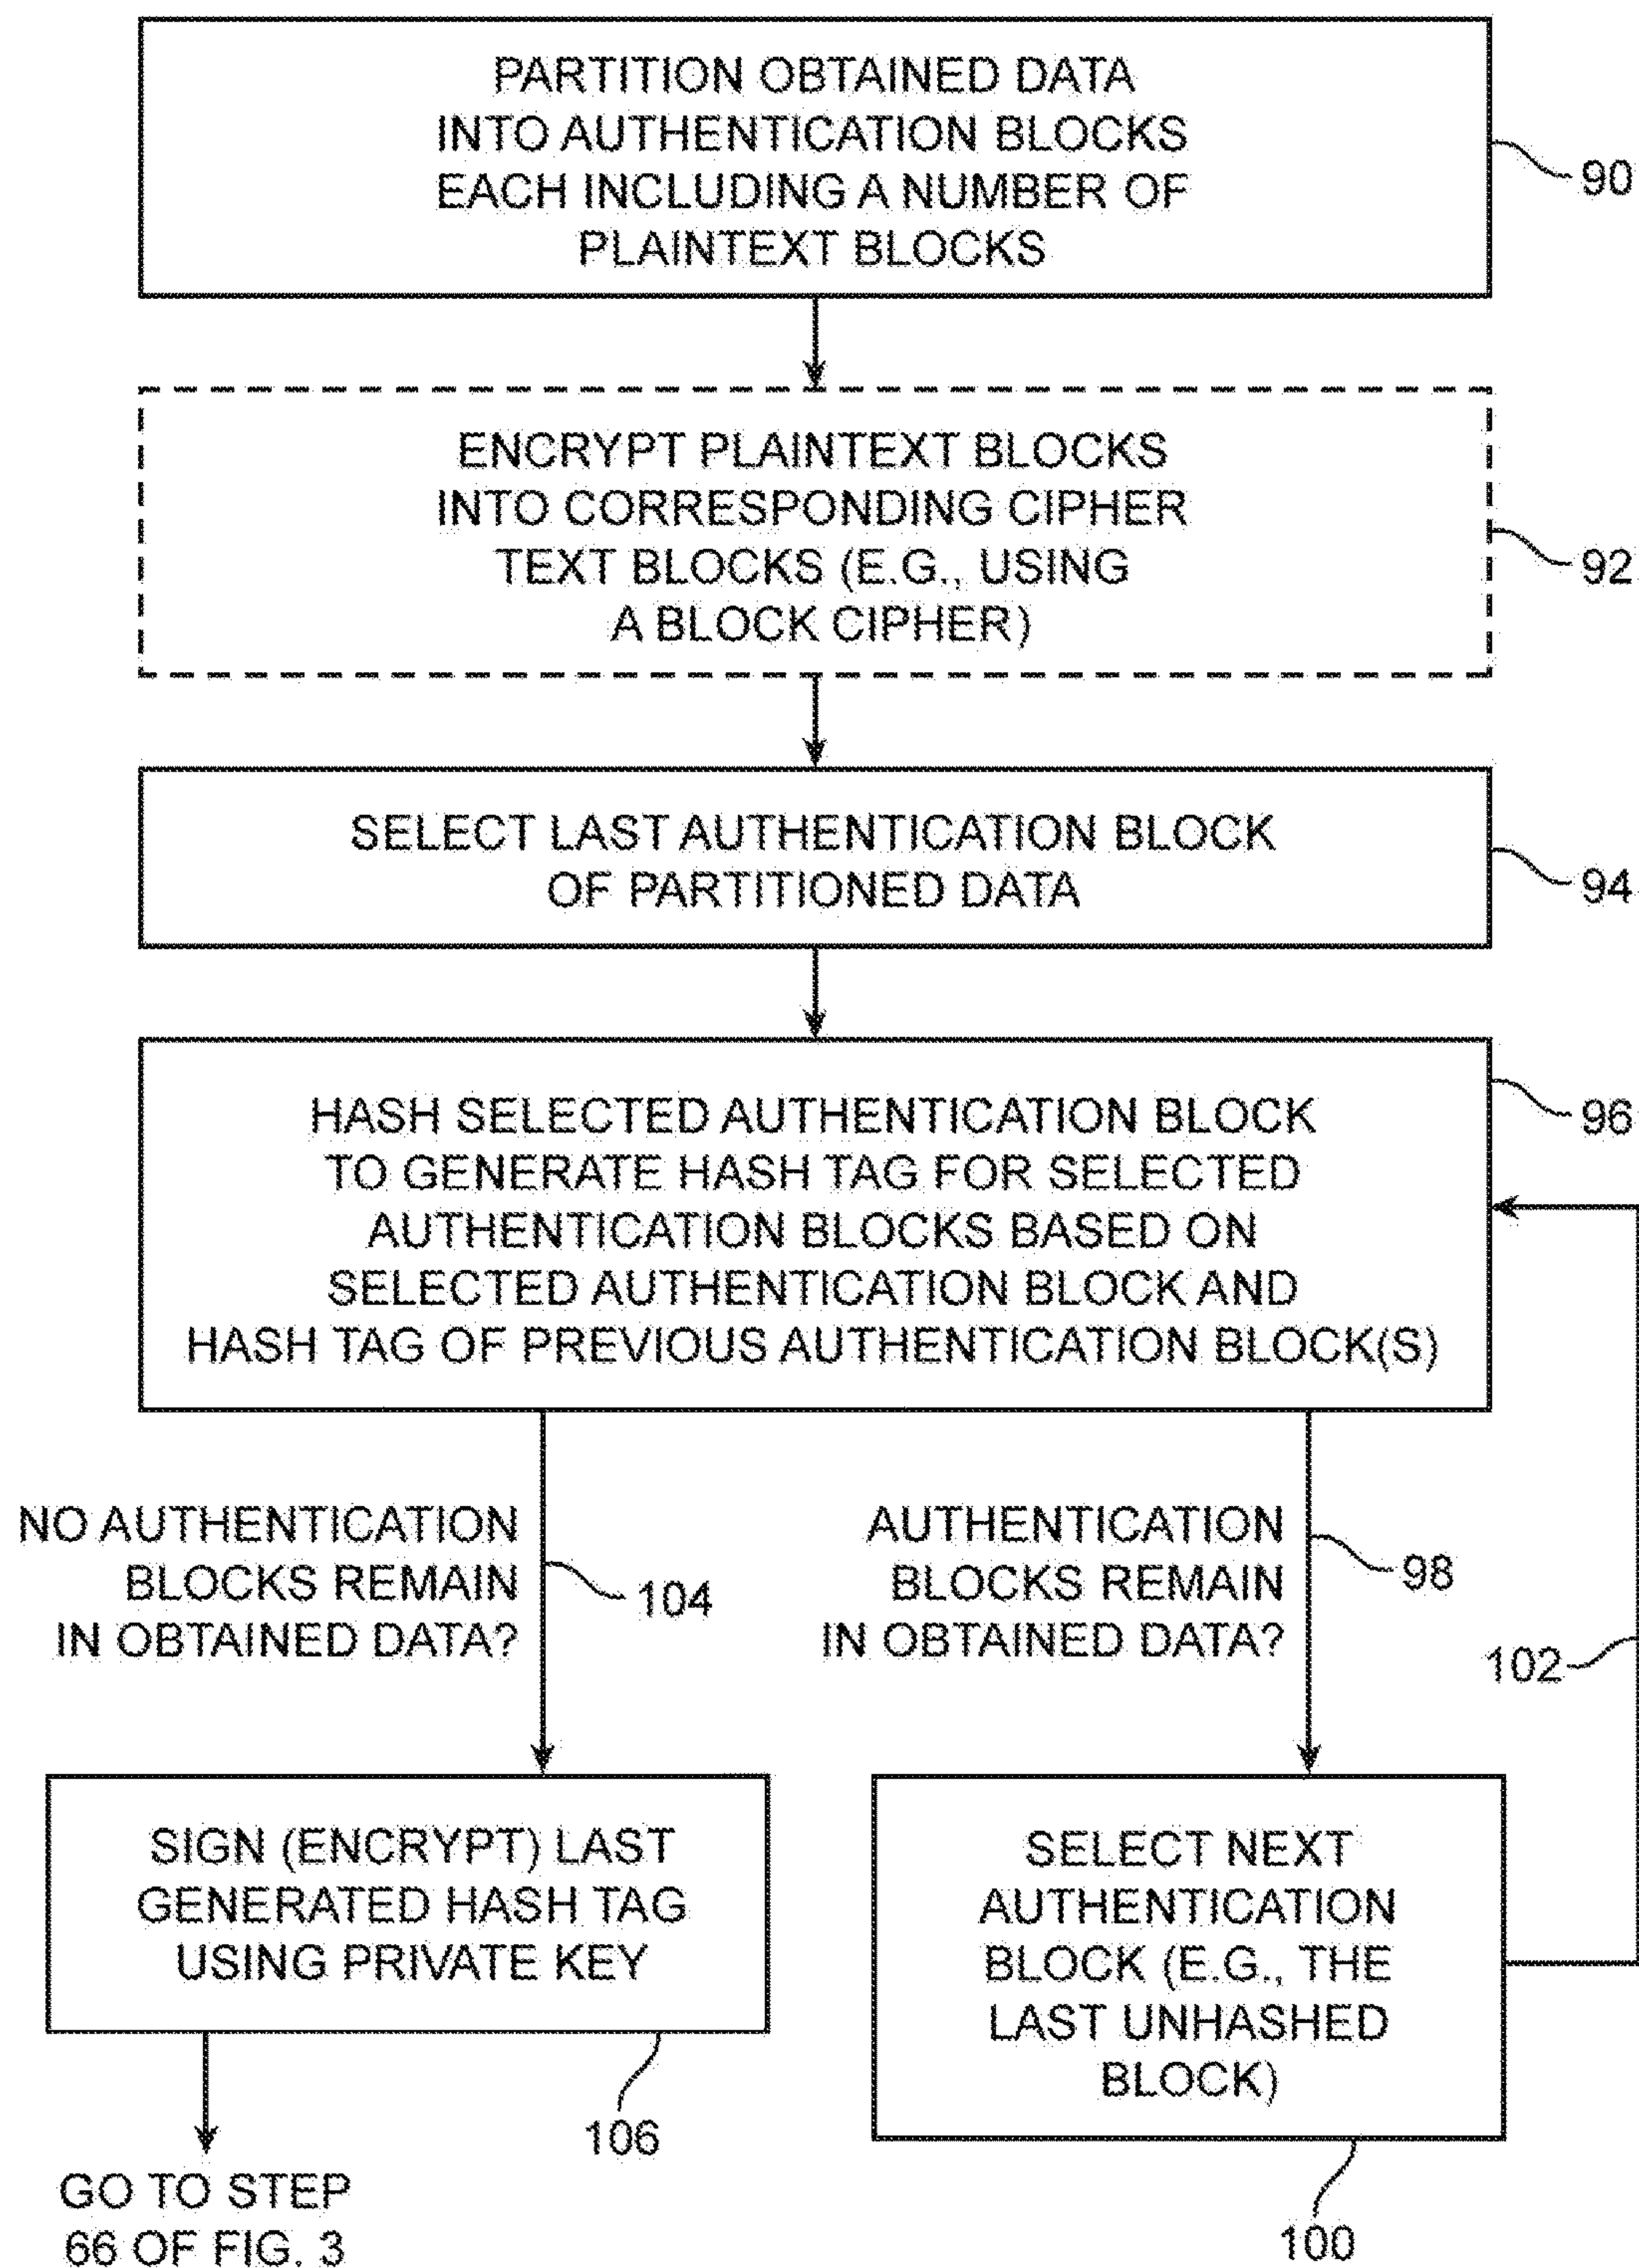 PARTITION OBTAINED DATA
INTO AUTHENTICATION BLOCKS
EACH INCLUDING A NUMBER OF
PLAINTEXT BLOCKS
90
ENCRYPT PLAINTEXT BLOCKS
INTO CORRESPONDING CIPHER
TEXT BLOCKS (E.G., USING
A BLOCK CIPHER)
92
SELECT LAST AUTHENTICATION BLOCK
OF PARTITIONED DATA
94
HASH SELECTED AUTHENTICATION BLOCK
TO GENERATE HASH TAG FOR SELECTED
AUTHENTICATION BLOCKS BASED ON
SELECTED AUTHENTICATION BLOCK AND
HASH TAG OF PREVIOUS AUTHENTICATION BLOCK(S)
96
NO AUTHENTICATION
BLOCKS REMAIN
IN OBTAINED DATA?
104
AUTHENTICATION
BLOCKS REMAIN
IN OBTAINED DATA?
98
102
SIGN (ENCRYPT) LAST
GENERATED HASH TAG
USING PRIVATE KEY
106
SELECT NEXT
AUTHENTICATION
BLOCK (E.G., THE
LAST UNHASHED
BLOCK)
100
GO TO STEP
66 OF FIG. 3